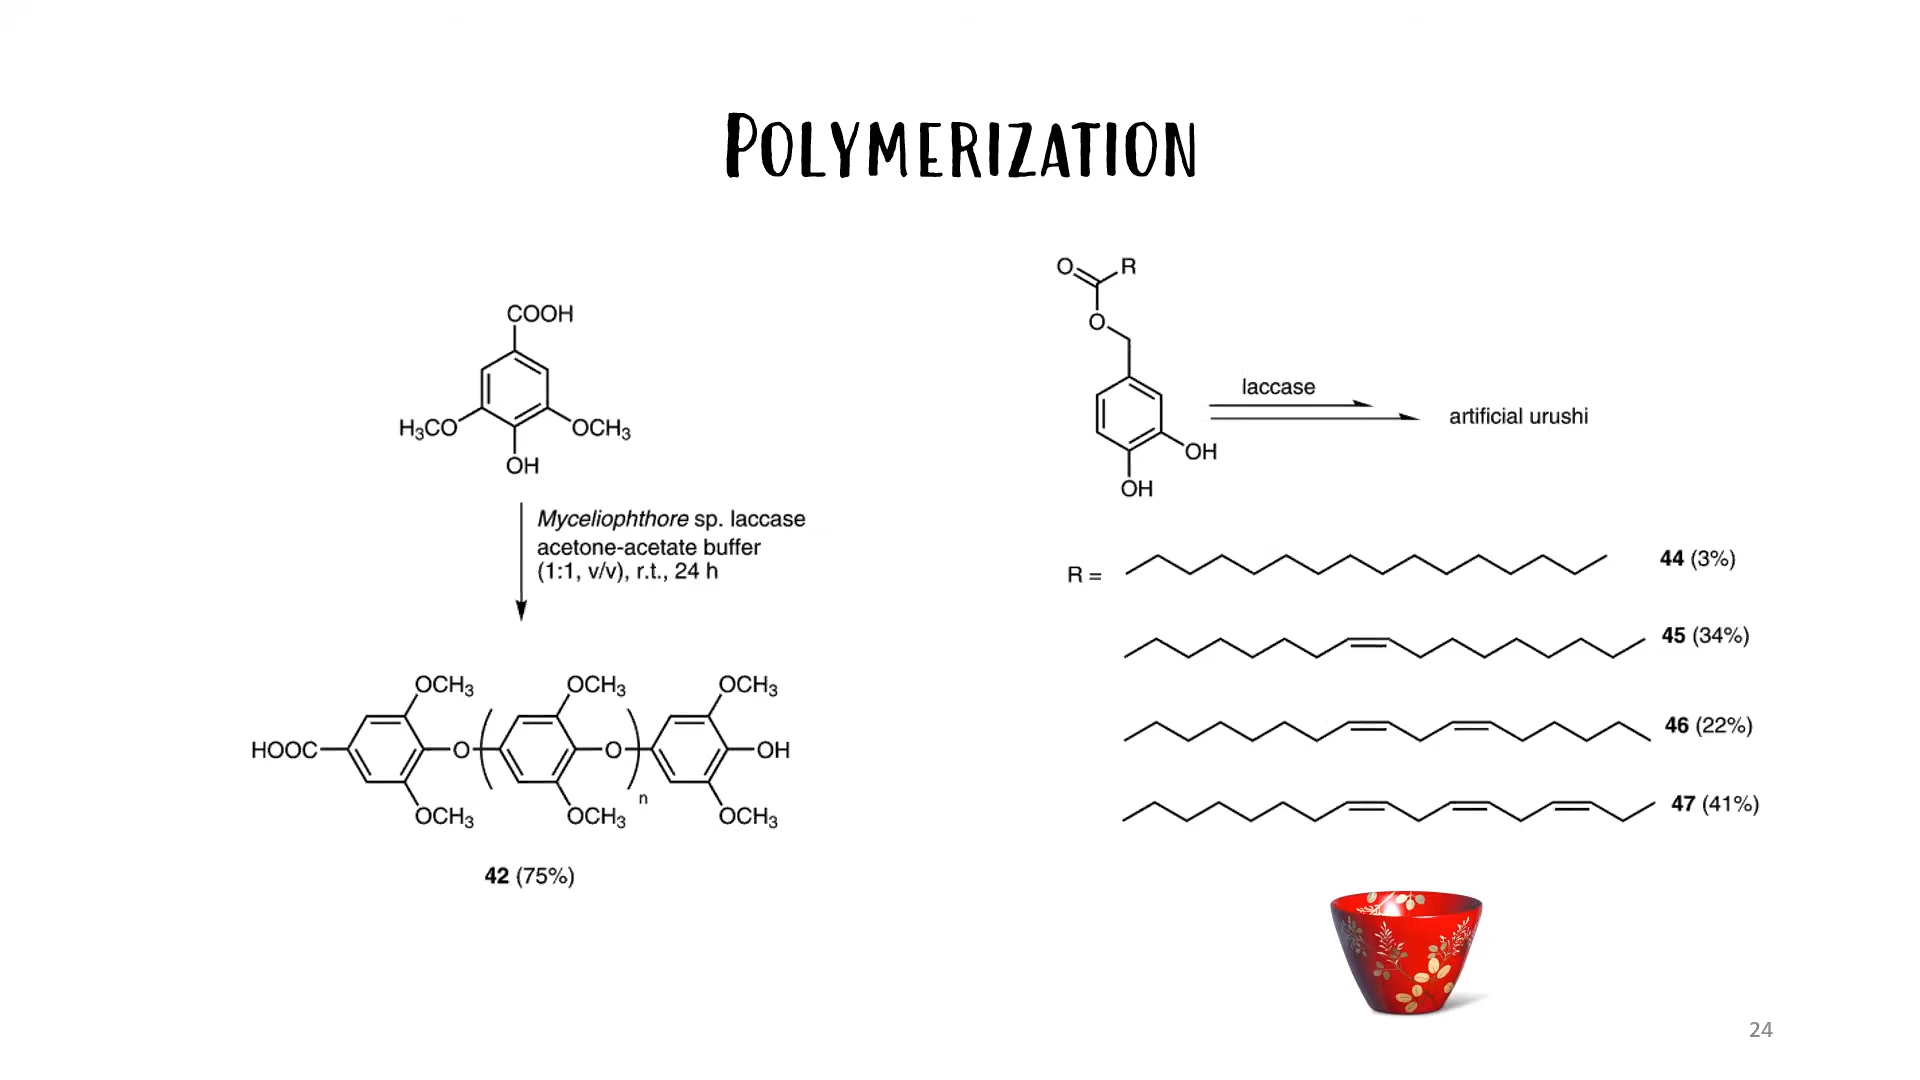 POLYMERIZATION
COOH
H₃CO
OCH₃
OH
Myceliophthore sp. laccase
acetone-acetate buffer
(1:1, v/v), r.t., 24 h
OCH₃ OCH₃ OCH₃
HOOC O O OH
n
OCH₃ OCH₃ OCH₃
42 (75%)
O R
O
OH
OH
laccase
artificial urushi
R =
44 (3%)
45 (34%)
46 (22%)
47 (41%)
24